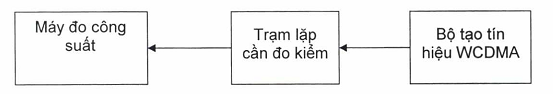 Máy đo công
suất
Trạm lặp
cần đo kiểm
Bộ tạo tín
hiệu WCDMA